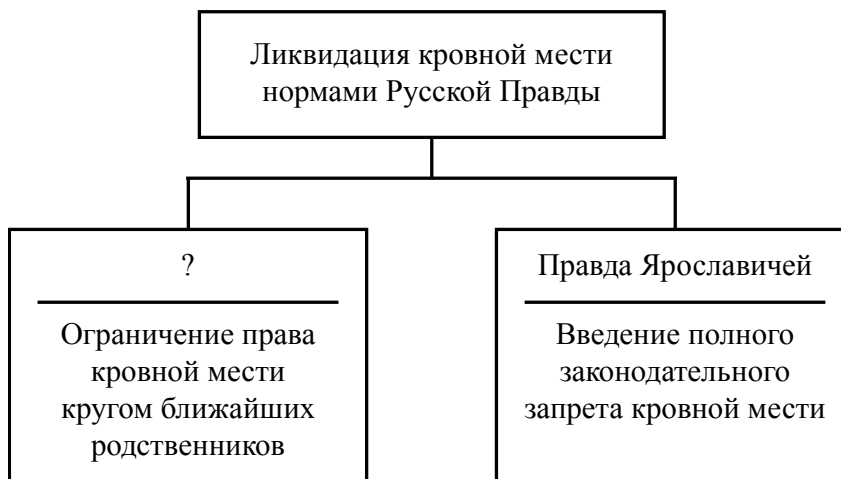 Ликвидация кровной мести
нормами Русской Правды
?
Ограничение права
кровной мести
кругом ближайших
родственников
Правда Ярославичей
Введение полного
законодательного
запрета кровной мести